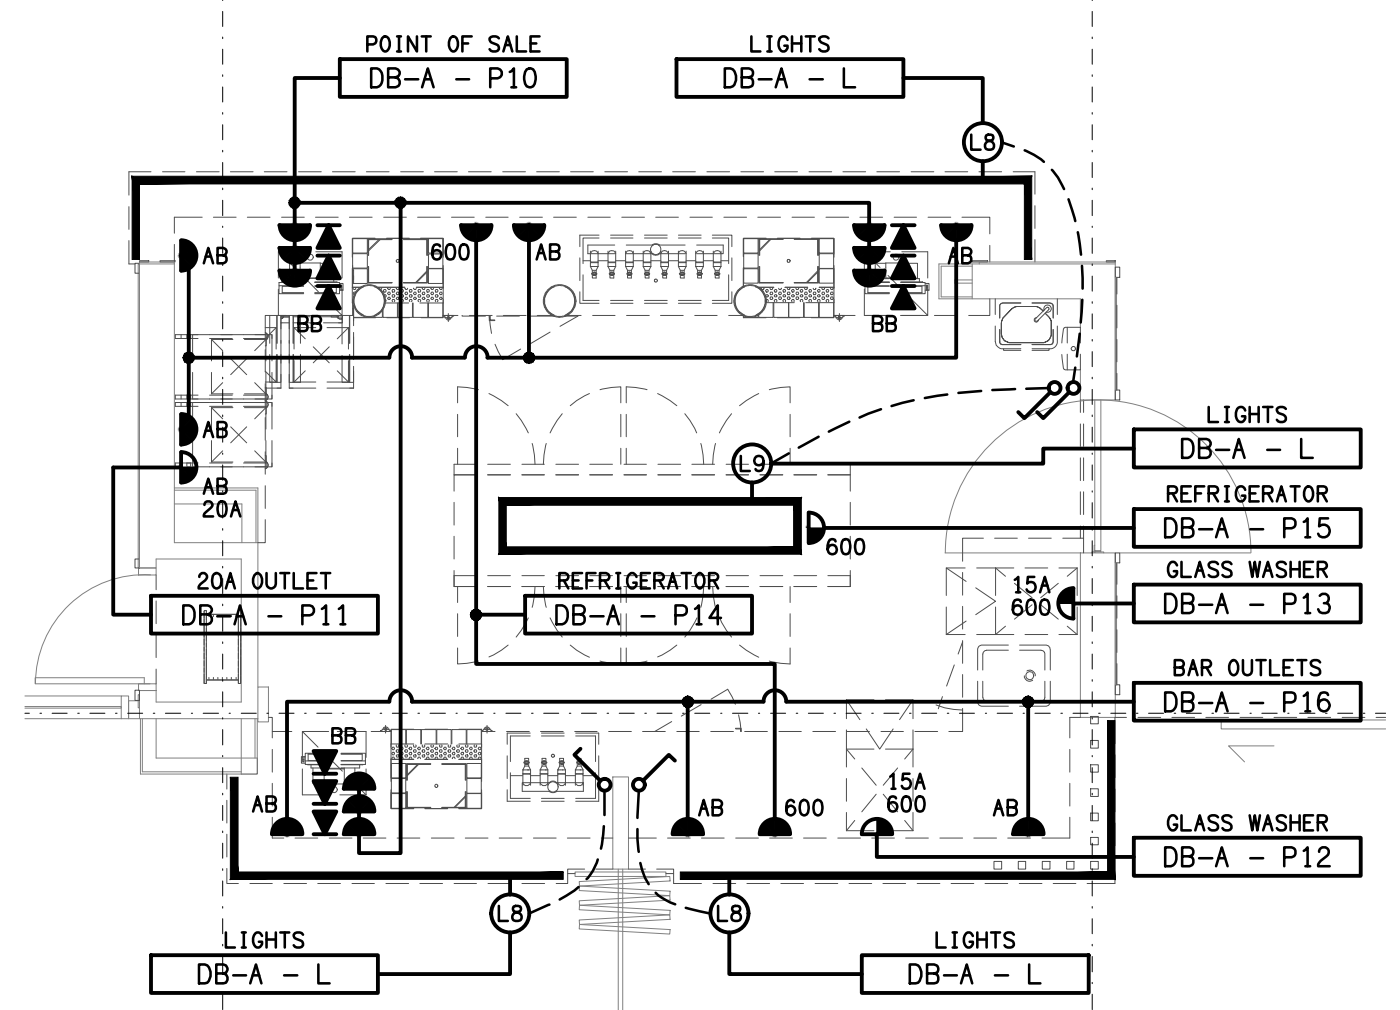 POINT OF SALE
DB-A - P10
LIGHTS
DB-A - L
L8
AB
600
AB
AB
BB
BB
AB
AB
20A
L9
LIGHTS
DB-A - L
REFRIGERATOR
DB-A - P15
600
20A OUTLET
DB-A - P11
REFRIGERATOR
DB-A - P14
15A
600
GLASS WASHER
DB-A - P13
BAR OUTLETS
DB-A - P16
BB
AB
AB
600
15A
600
AB
GLASS WASHER
DB-A - P12
L8
L8
LIGHTS
DB-A - L
LIGHTS
DB-A - L